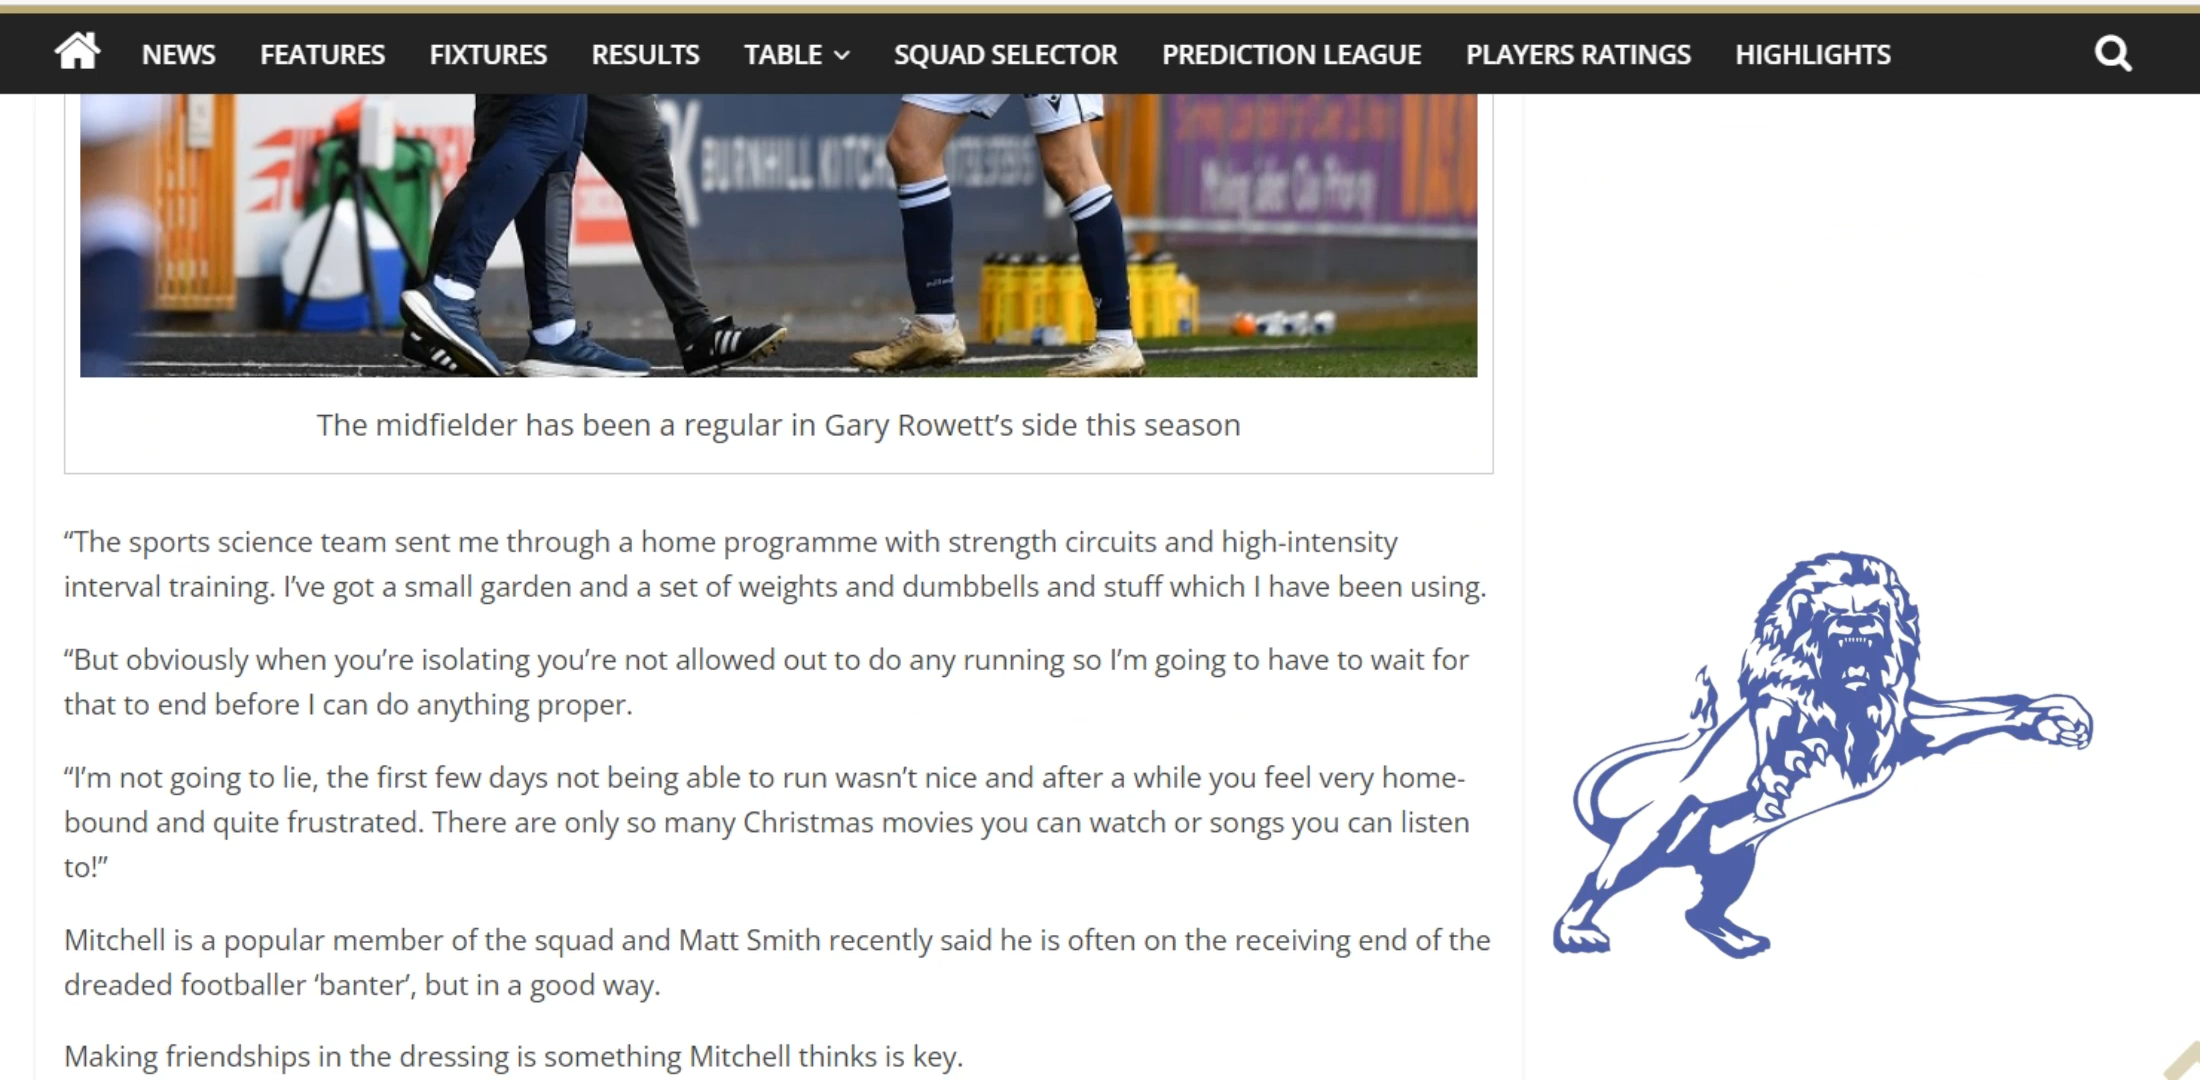 NEWS FEATURES FIXTURES RESULTS TABLE SQUAD SELECTOR PREDICTION LEAGUE PLAYERS RATINGS HIGHLIGHTS
BURNHILL
The midfielder has been a regular in Gary Rowett’s side this season
“The sports science team sent me through a home programme with strength circuits and high-intensity
interval training. I’ve got a small garden and a set of weights and dumbbells and stuff which I have been using.
“But obviously when you’re isolating you’re not allowed out to do any running so I’m going to have to wait for
that to end before I can do anything proper.
“I’m not going to lie, the first few days not being able to run wasn’t nice and after a while you feel very home-
bound and quite frustrated. There are only so many Christmas movies you can watch or songs you can listen
to!”
Mitchell is a popular member of the squad and Matt Smith recently said he is often on the receiving end of the
dreaded footballer ‘banter’, but in a good way.
Making friendships in the dressing is something Mitchell thinks is key.